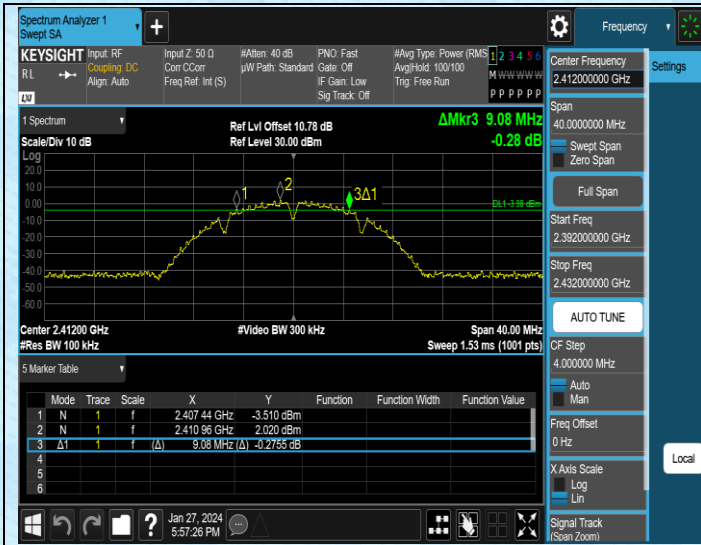 Spectrum Analyzer 1
Swept SA
+
Frequency
KEYSIGHT
RL
LXI
Input: RF
Coupling: DC
Align: Auto
Input Z: 50 Ω
Corr CCorr
Freq Ref: Int (S)
#Atten: 40 dB
µW Path: Standard
PNO: Fast
Gate: Off
IF Gain: Low
Sig Track: Off
#Avg Type: Power (RMS
Avg|Hold: 100/100
Trig: Free Run
1 2 3 4 5 6
M W W W W W
P P P P P P
1 Spectrum
Scale/Div 10 dB
Ref Lvl Offset 10.78 dB
Ref Level 30.00 dBm
ΔMkr3 9.08 MHz
-0.28 dB
Log
20.0
10.0
0.00
-10.0
-20.0
-30.0
-40.0
-50.0
-60.0
1
2
3Δ1
DL1 -3.98 dBm
Center 2.41200 GHz
#Video BW 300 kHz
Span 40.00 MHz
#Res BW 100 kHz
Sweep 1.53 ms (1001 pts)
5 Marker Table
Mode Trace Scale X Y Function Function Width Function Value
1 N 1 f 2.407 44 GHz -3.510 dBm
2 N 1 f 2.410 96 GHz 2.020 dBm
3 Δ1 1 f (Δ) 9.08 MHz (Δ) -0.2755 dB
4
5
6
?
Jan 27, 2024
5:57:26 PM
Center Frequency
2.412000000 GHz
Span
40.0000000 MHz
Swept Span
Zero Span
Full Span
Start Freq
2.392000000 GHz
Stop Freq
2.432000000 GHz
AUTO TUNE
CF Step
4.000000 MHz
Auto
Man
Freq Offset
0 Hz
X Axis Scale
Log
Lin
Signal Track
(Span Zoom)
Settings
Local